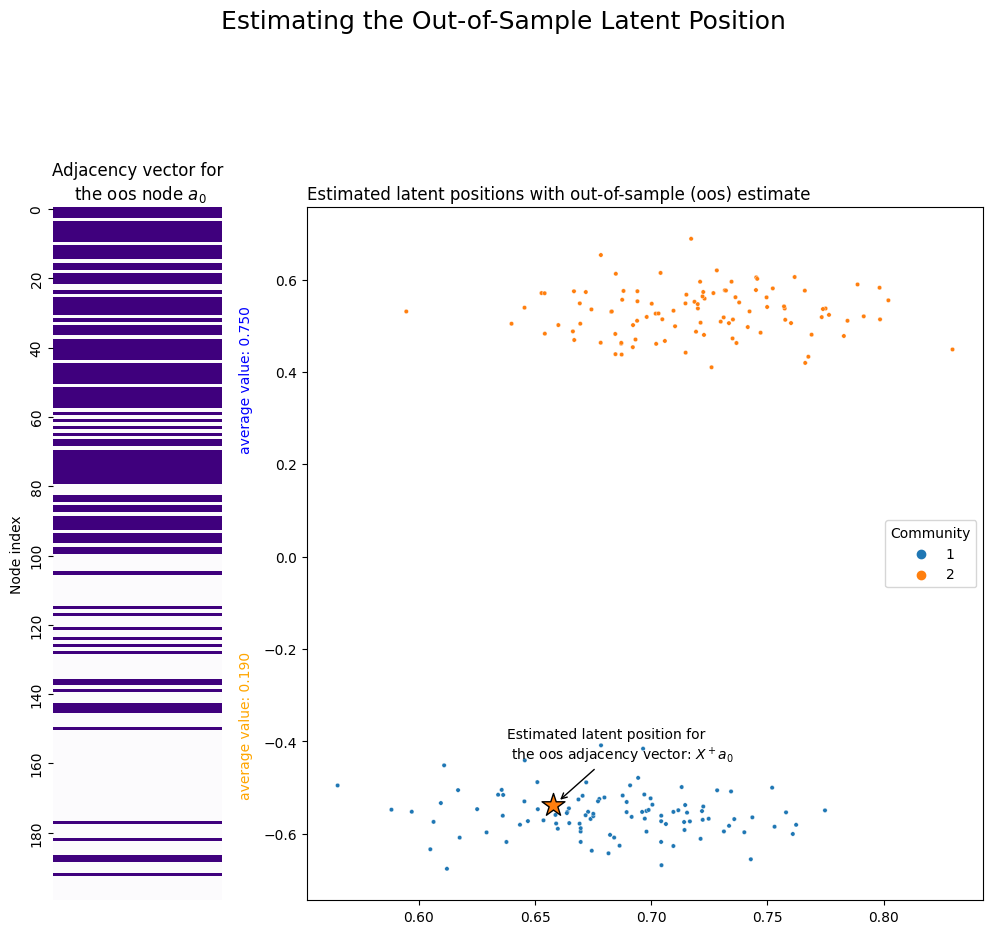 Estimating the Out-of-Sample Latent Position
Adjacency vector for
the oos node a₀
Node index
0
20
40
60
80
100
120
140
160
180
average value: 0.750
average value: 0.190
Estimated latent positions with out-of-sample (oos) estimate
0.6
0.4
0.2
0.0
−0.2
−0.4
−0.6
Community
1
2
Estimated latent position for
the oos adjacency vector: X⁺a₀
0.60
0.65
0.70
0.75
0.80